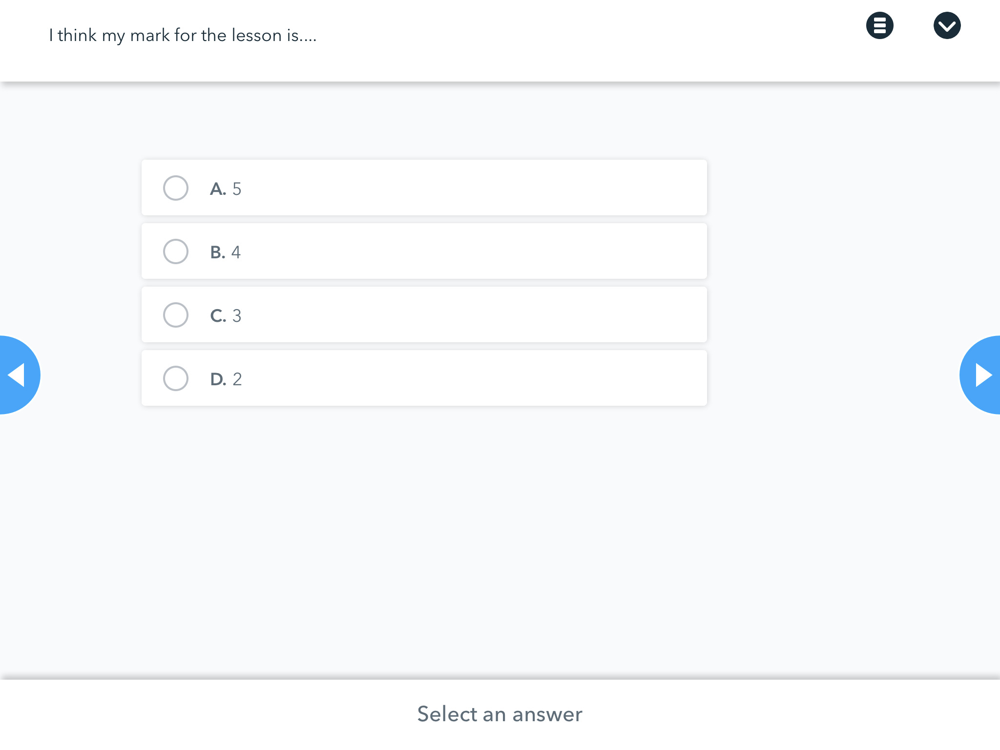 I think my mark for the lesson is....
A. 5
B. 4
C. 3
D. 2
Select an answer